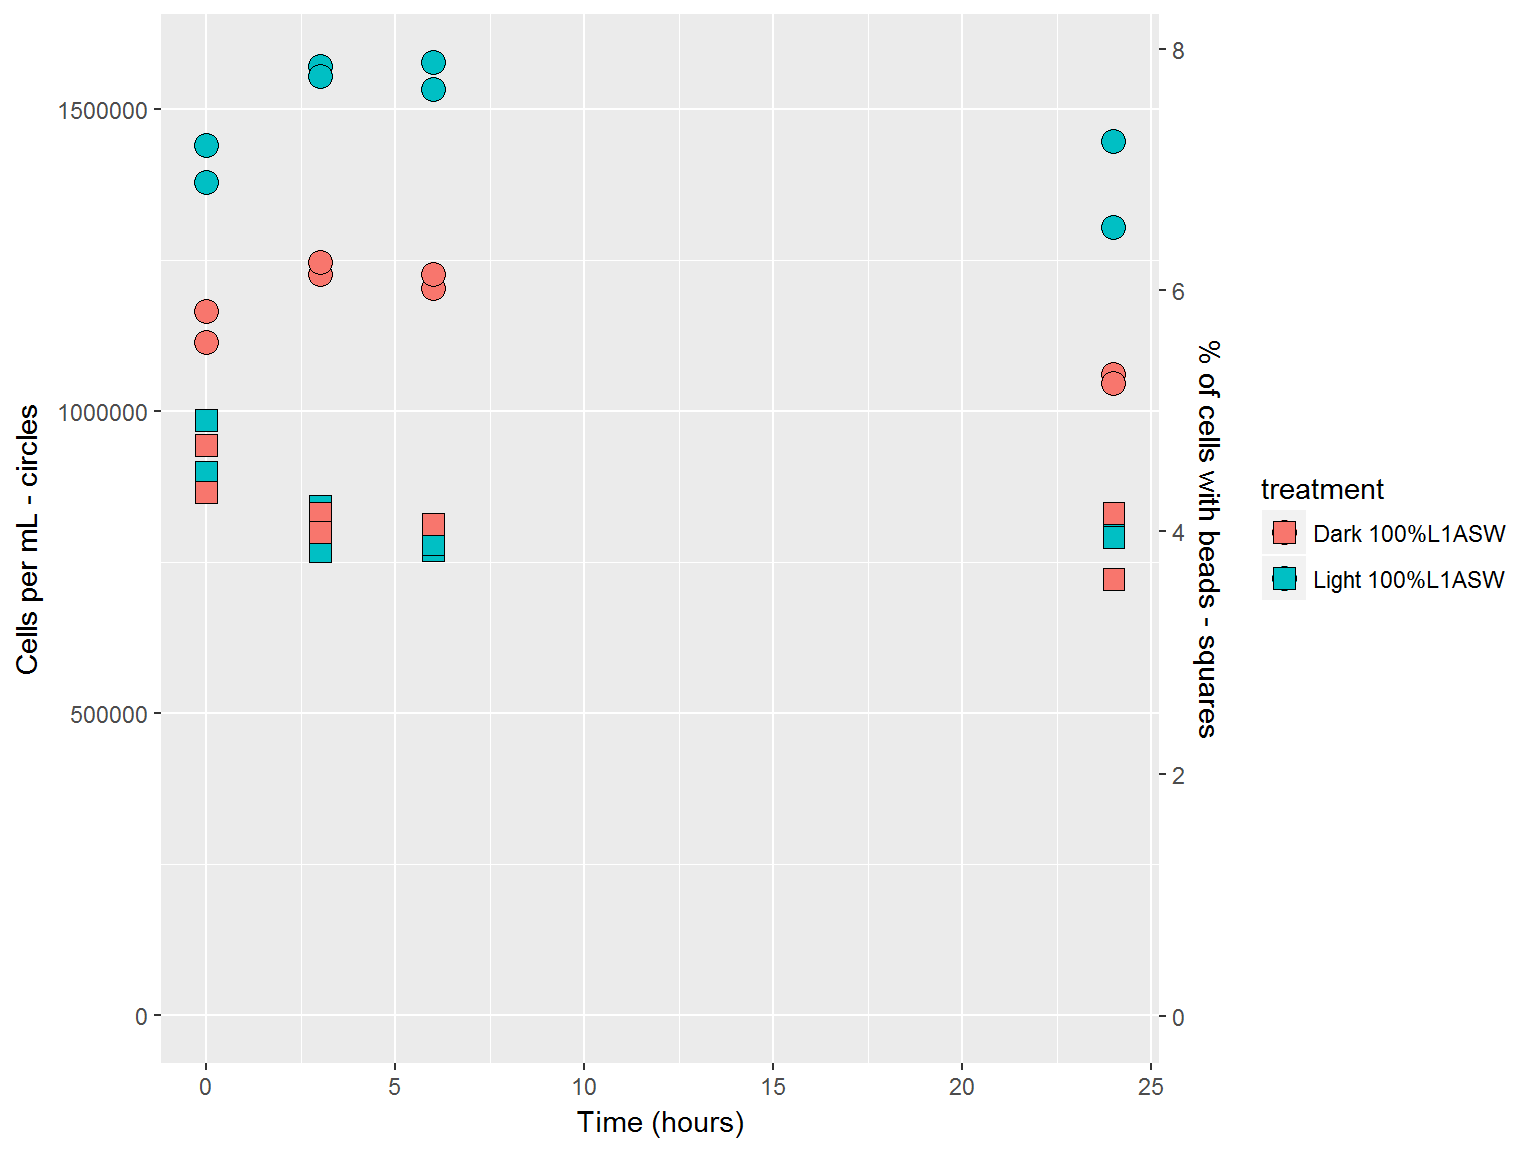 Cells per mL - circles
1500000
1000000
500000
0
0
5
10
15
20
25
Time (hours)
8
6
4
2
0
% of cells with beads - squares
treatment
Dark 100%L1ASW
Light 100%L1ASW